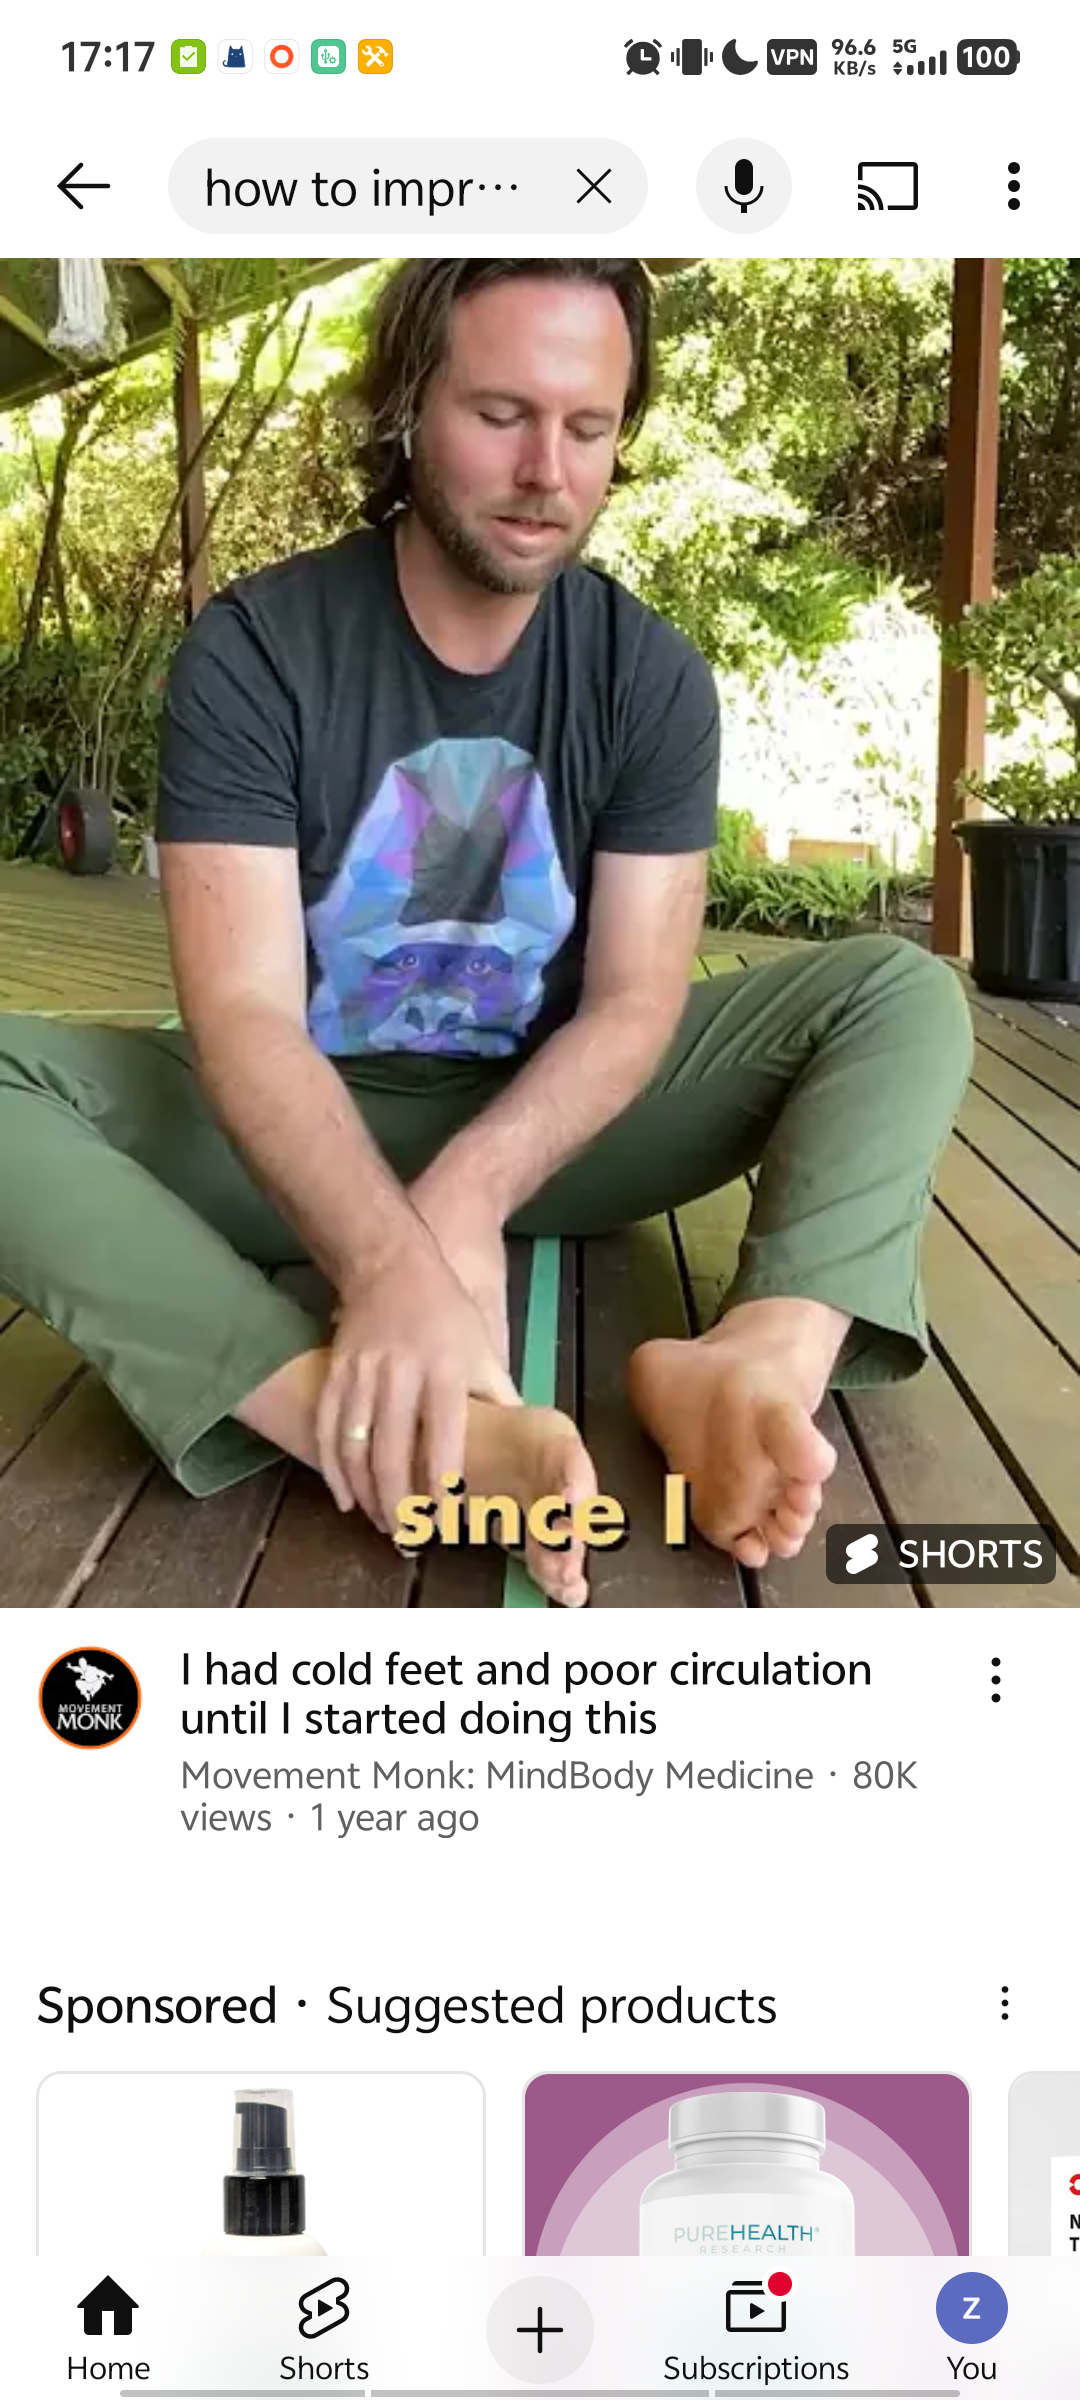 17:17
VPN
96.6
KB/s
5G
100
how to impr···
since I
SHORTS
MOVEMENT
MONK
I had cold feet and poor circulation
until I started doing this
Movement Monk: MindBody Medicine · 80K
views · 1 year ago
Sponsored · Suggested products
PUREHEALTH®
RESEARCH
N
T
Home
Shorts
Subscriptions
Z
You